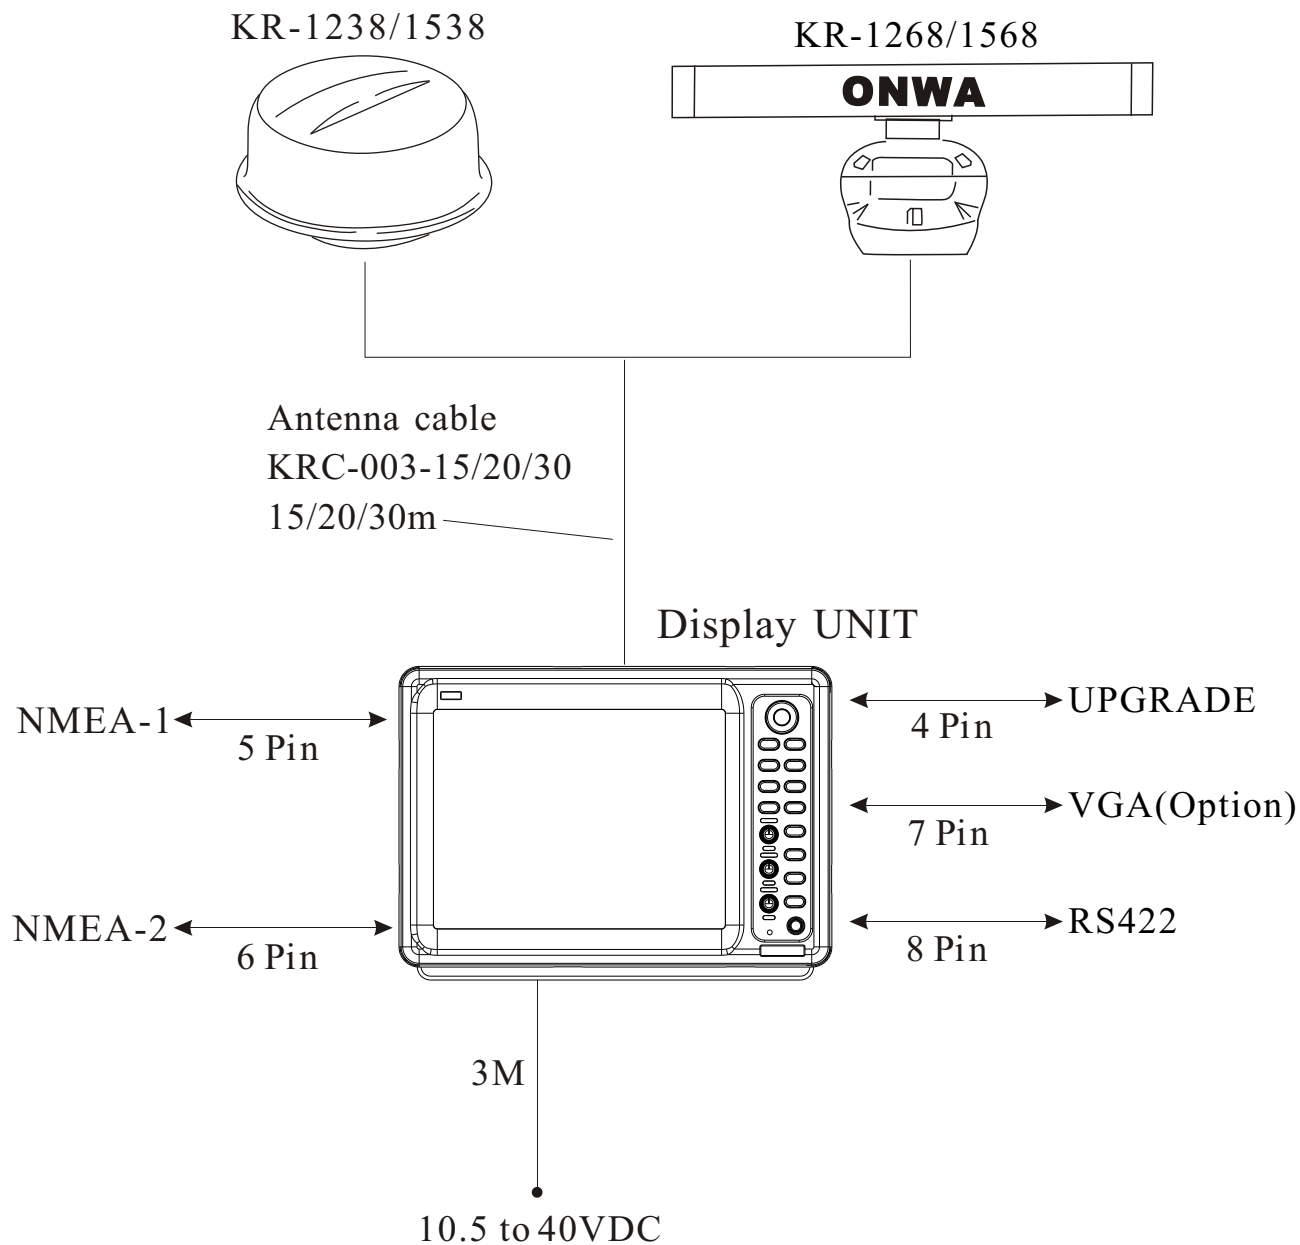 KR-1238/1538
KR-1268/1568
ONWA
Antenna cable
KRC-003-15/20/30
15/20/30m
Display UNIT
NMEA-1
5 Pin
UPGRADE
4 Pin
VGA(Option)
7 Pin
NMEA-2
6 Pin
RS422
8 Pin
3M
10.5 to 40VDC